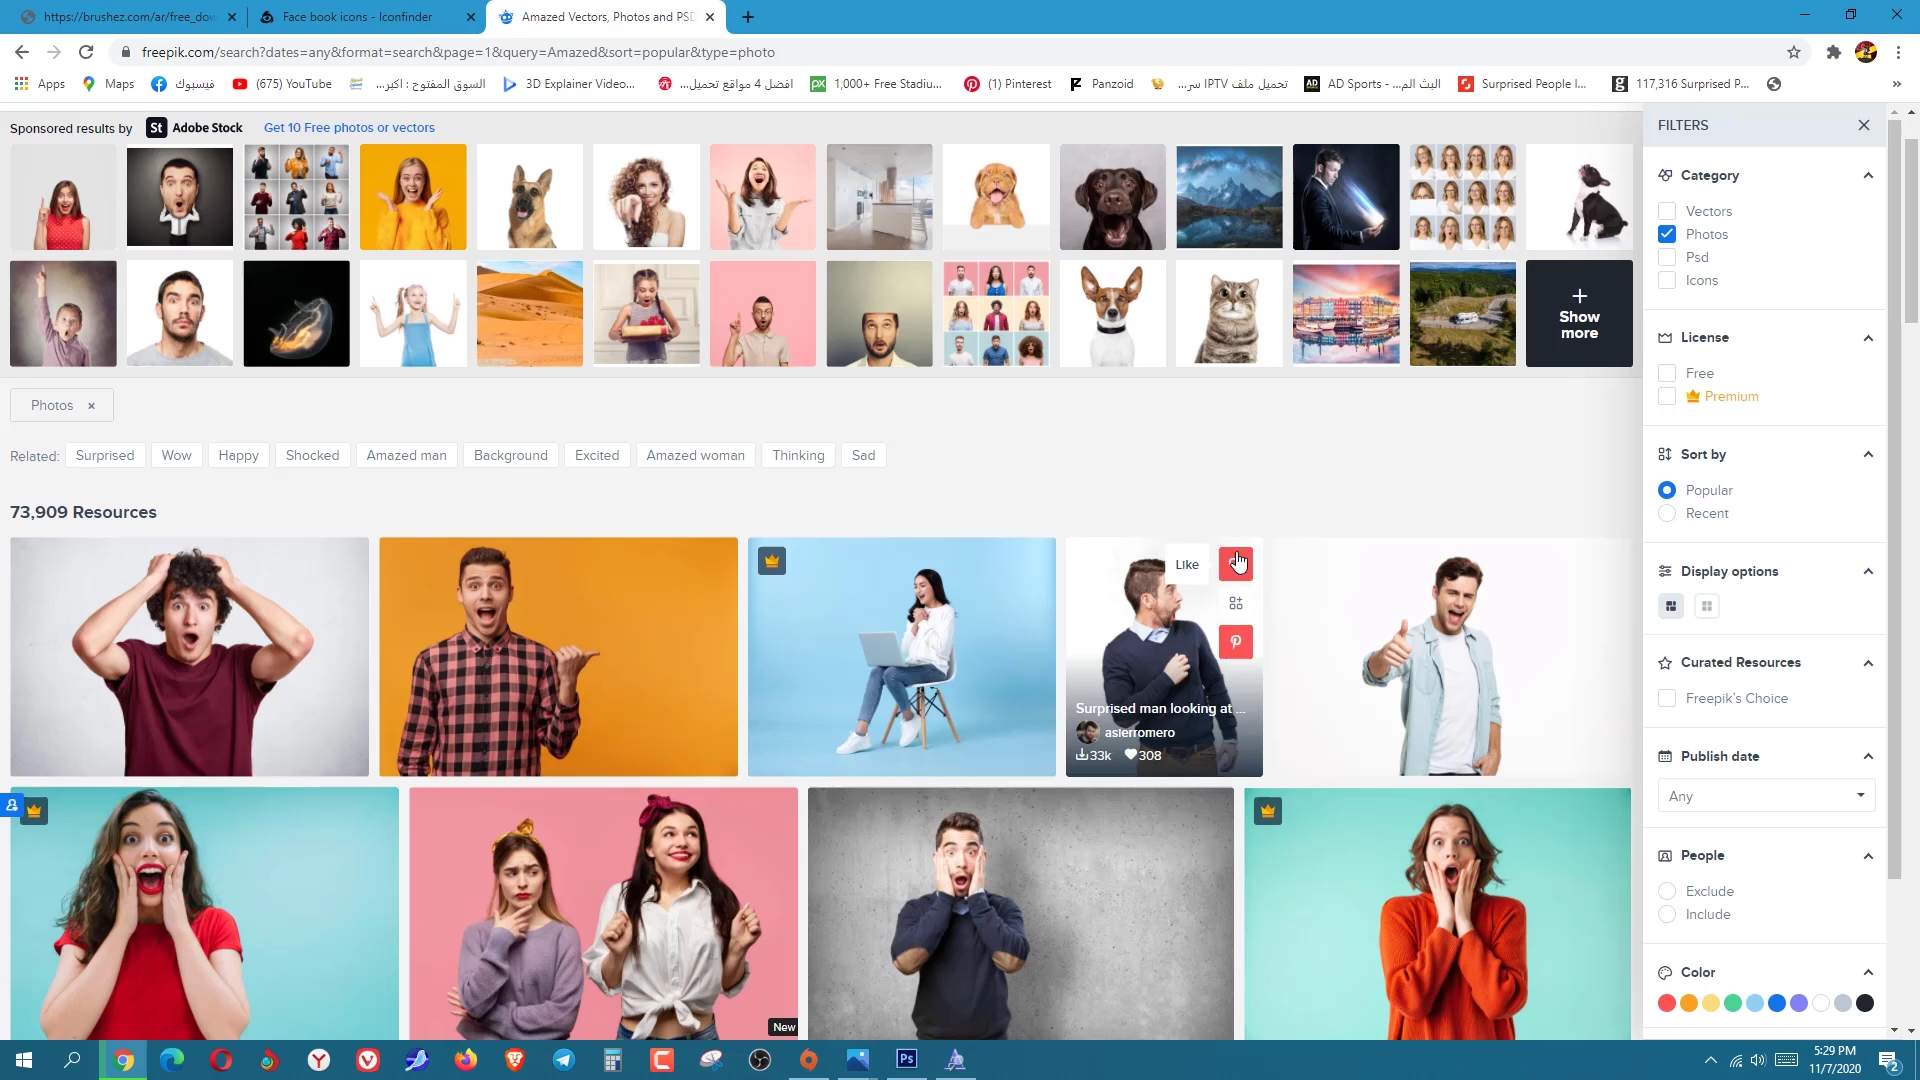 https://brushez.com/ar/free_dow
Face book icons - Iconfinder
Amazed Vectors, Photos and PSD
freepik.com/search?dates=any&format=search&page=1&query=Amazed&sort=popular&type=photo
Apps
Maps
فيسبوك
(675) YouTube
السوق المفتوح : اكبر...
3D Explainer Video...
افضل 4 مواقع تحميل...
1,000+ Free Stadiu...
(1) Pinterest
Panzoid
تحميل ملف IPTV سر...
AD Sports - البث الم...
Surprised People I...
117,316 Surprised P...
»
Sponsored results by St Adobe Stock Get 10 Free photos or vectors
+
Show
more
Photos ×
Related: Surprised Wow Happy Shocked Amazed man Background Excited Amazed woman Thinking Sad
73,909 Resources
Like
Surprised man looking at ...
asierromero
33k 308
New
FILTERS
Category
Vectors
Photos
Psd
Icons
License
Free
Premium
Sort by
Popular
Recent
Display options
Curated Resources
Freepik's Choice
Publish date
Any
People
Exclude
Include
Color
Ps
5:29 PM
11/7/2020
2